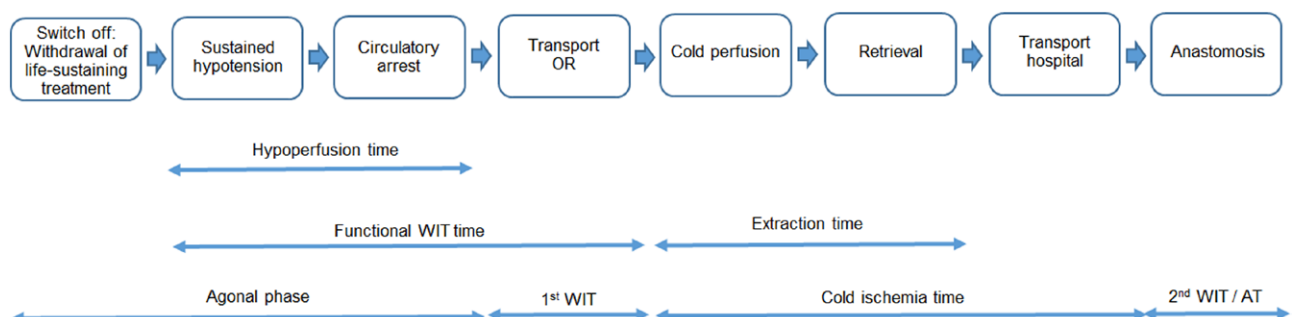 Switch off:
Withdrawal of
life-sustaining
treatment
Sustained
hypotension
Circulatory
arrest
Transport
OR
Cold perfusion
Retrieval
Transport
hospital
Anastomosis
Hypoperfusion time
Functional WIT time
Extraction time
Agonal phase
1st WIT
Cold ischemia time
2nd WIT / AT